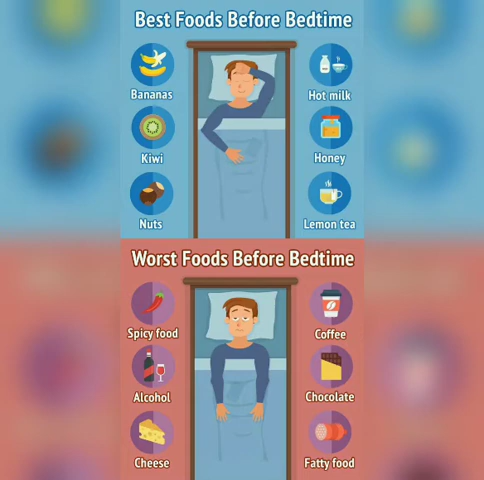 Best Foods Before Bedtime
Bananas
Hot milk
Kiwi
Honey
Nuts
Lemon tea
Worst Foods Before Bedtime
Spicy food
Coffee
Alcohol
Chocolate
Cheese
Fatty food